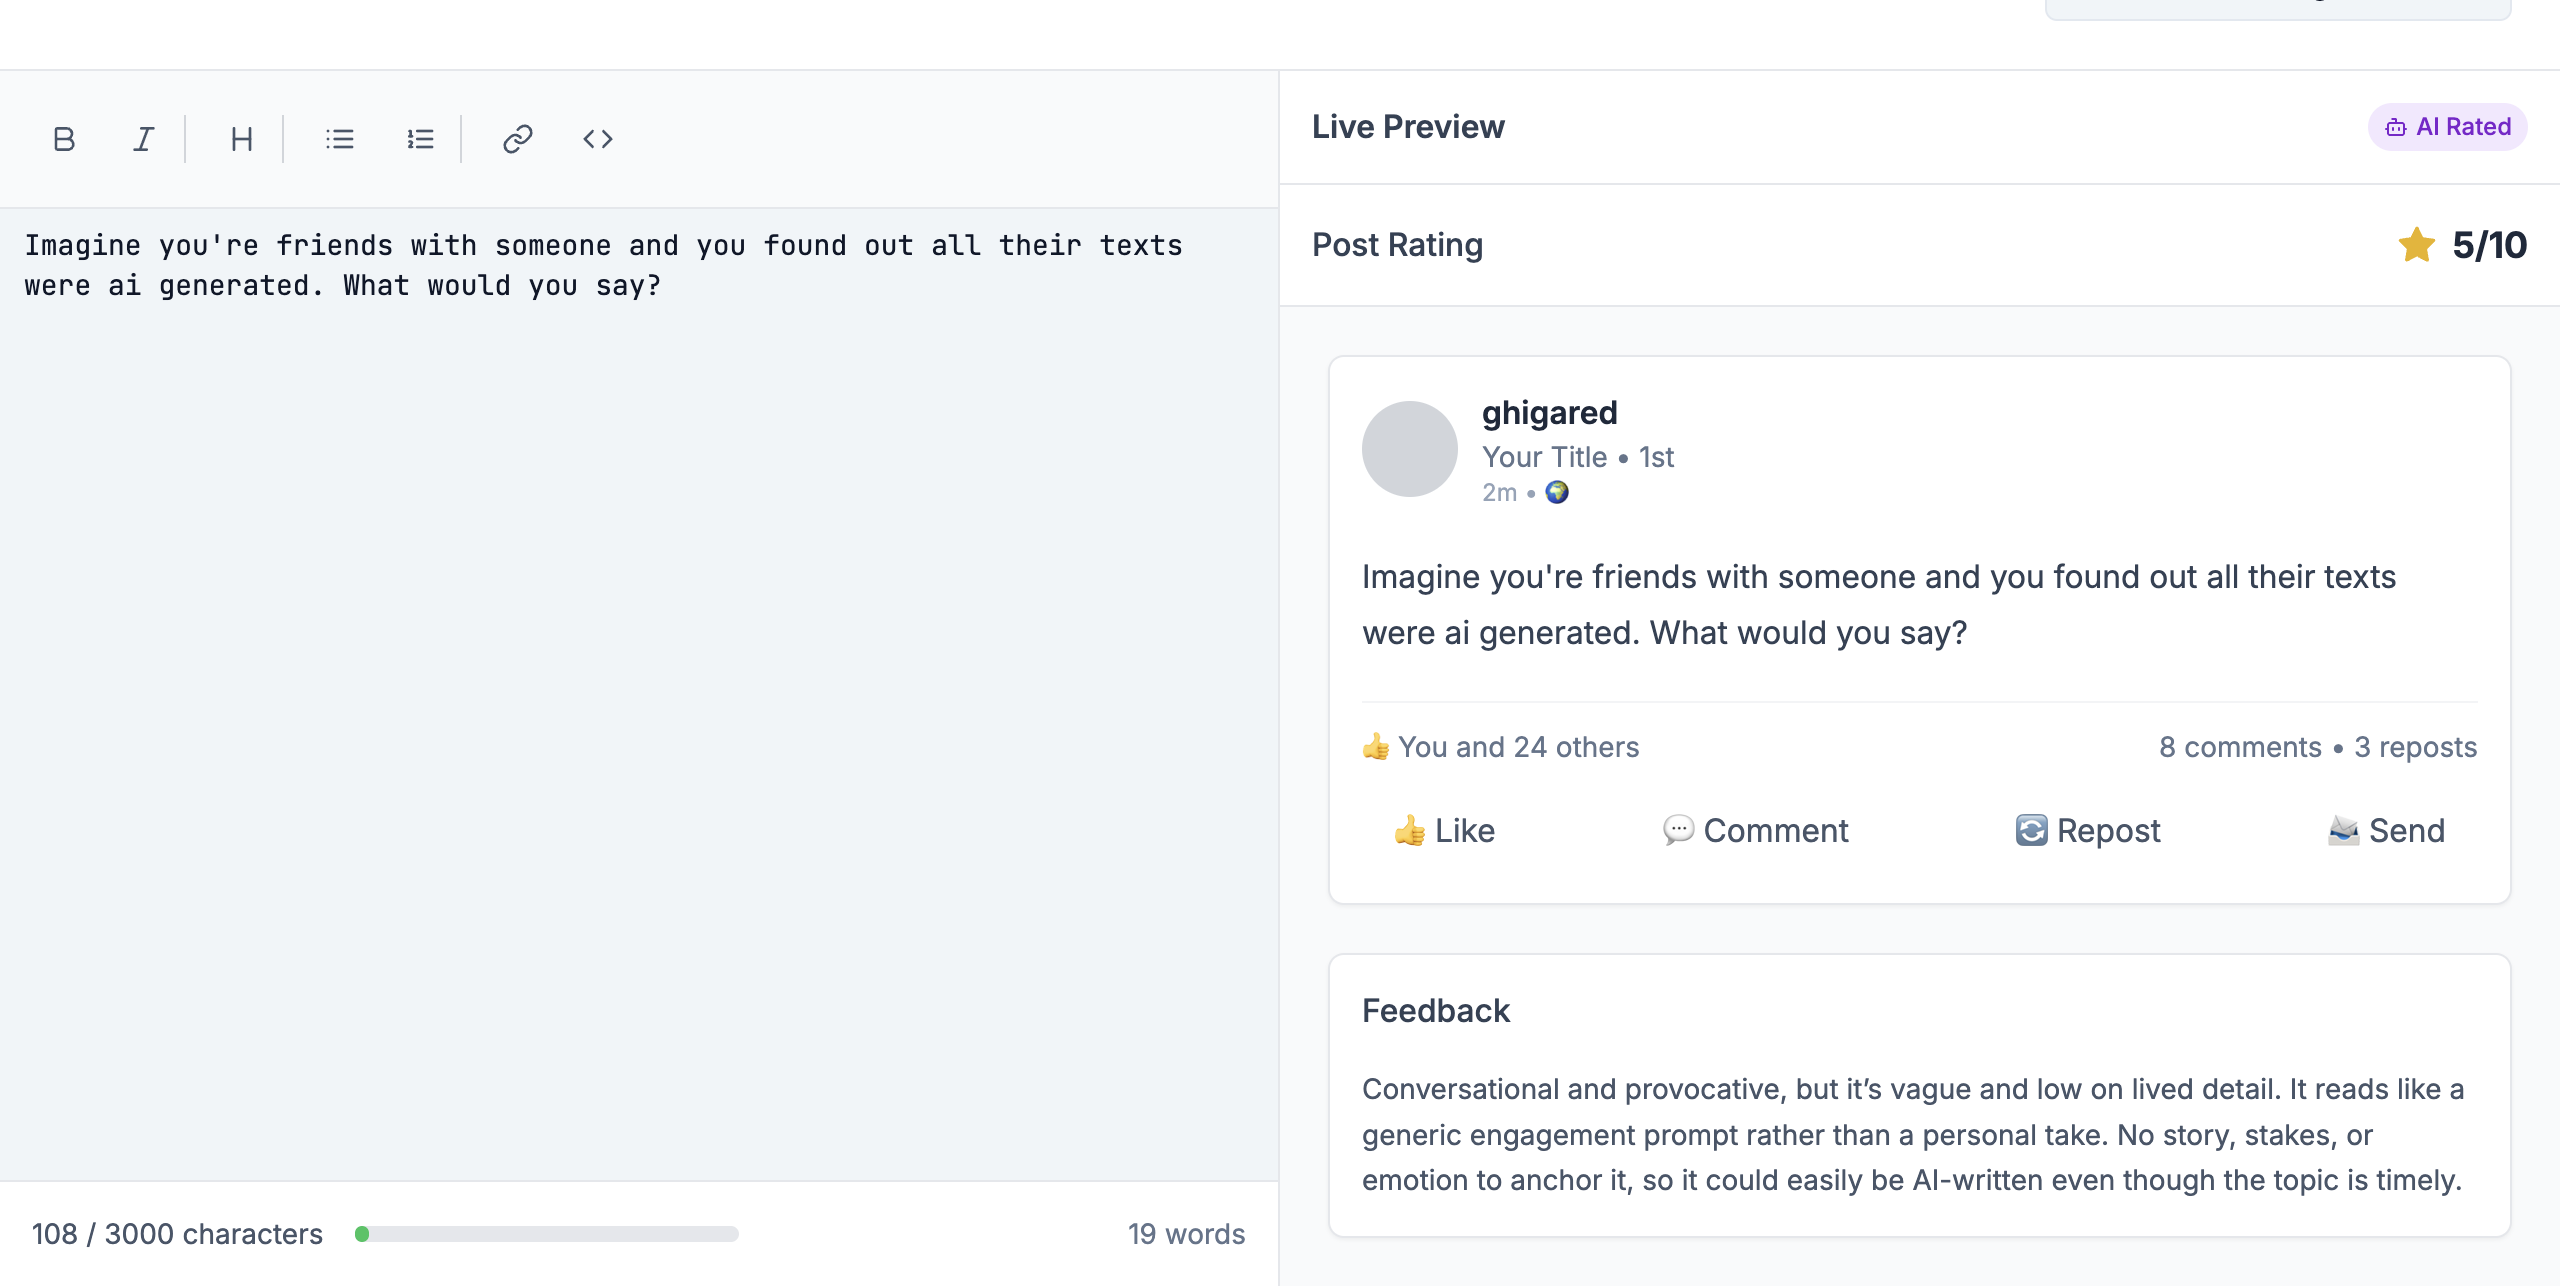 B I H
Live Preview
AI Rated
Imagine you're friends with someone and you found out all their texts
were ai generated. What would you say?
Post Rating
5/10
ghigared
Your Title • 1st
2m •
Imagine you're friends with someone and you found out all their texts
were ai generated. What would you say?
👍 You and 24 others
8 comments • 3 reposts
👍 Like
💬 Comment
🔄 Repost
📨 Send
Feedback
Conversational and provocative, but it’s vague and low on lived detail. It reads like a
generic engagement prompt rather than a personal take. No story, stakes, or
emotion to anchor it, so it could easily be AI-written even though the topic is timely.
108 / 3000 characters
19 words